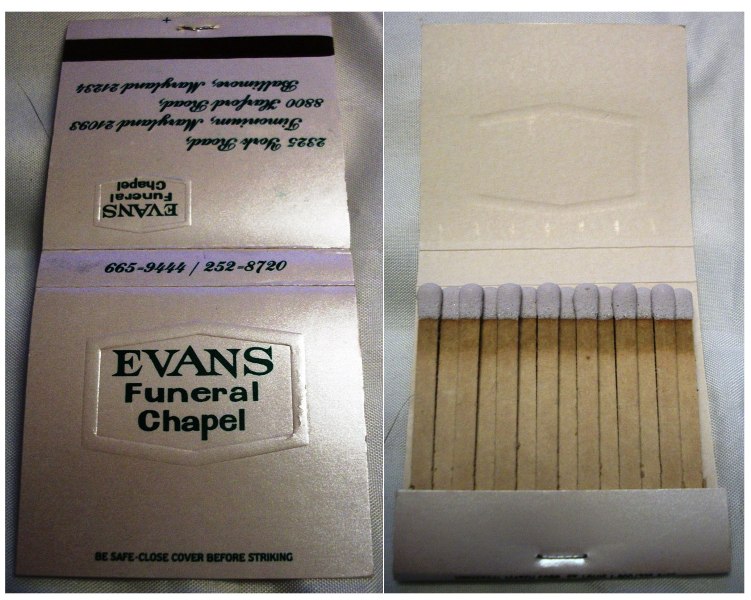 2325 York Road,
Timonium, Maryland 21093
8800 Harford Road,
Baltimore, Maryland 21234
EVANS
Funeral
Chapel
665-9444 / 252-8720
EVANS
Funeral
Chapel
BE SAFE-CLOSE COVER BEFORE STRIKING